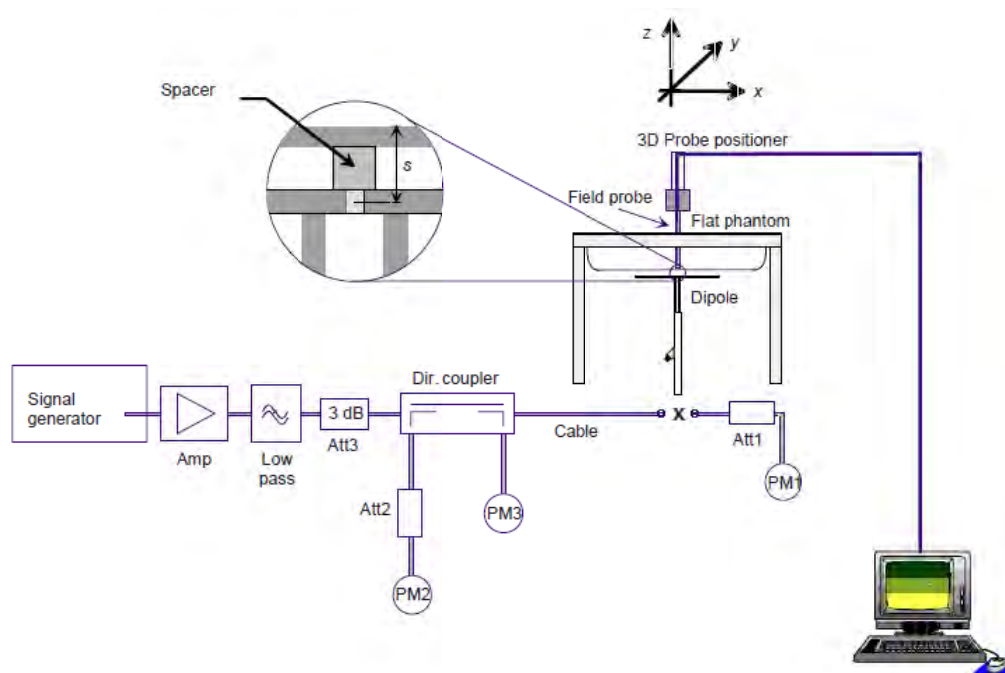 z
y
x
Spacer
s
3D Probe positioner
Field probe
Flat phantom
Dipole
Signal
generator
Amp
Low
pass
3 dB
Att3
Dir. coupler
Cable
x
Att1
PM1
Att2
PM3
PM2